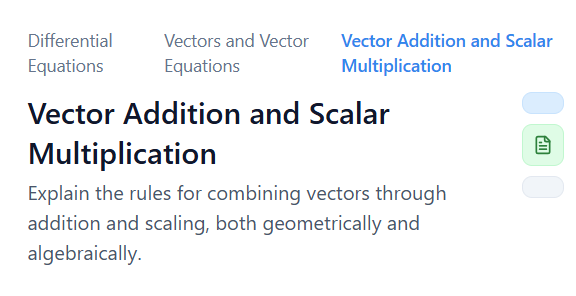 Differential Equations
Vectors and Vector Equations
Vector Addition and Scalar Multiplication
Vector Addition and Scalar
Multiplication
Explain the rules for combining vectors through
addition and scaling, both geometrically and
algebraically.